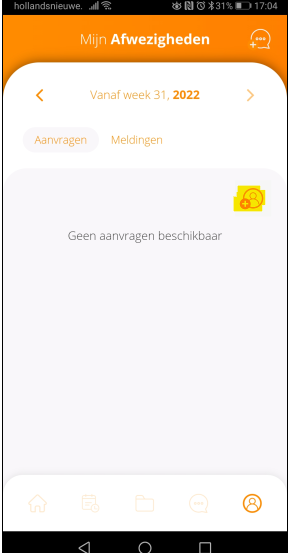 hollandsnieuwe. 31% 17:04
Mijn Afwezigheden
Vanaf week 31, 2022
Aanvragen Meldingen
Geen aanvragen beschikbaar